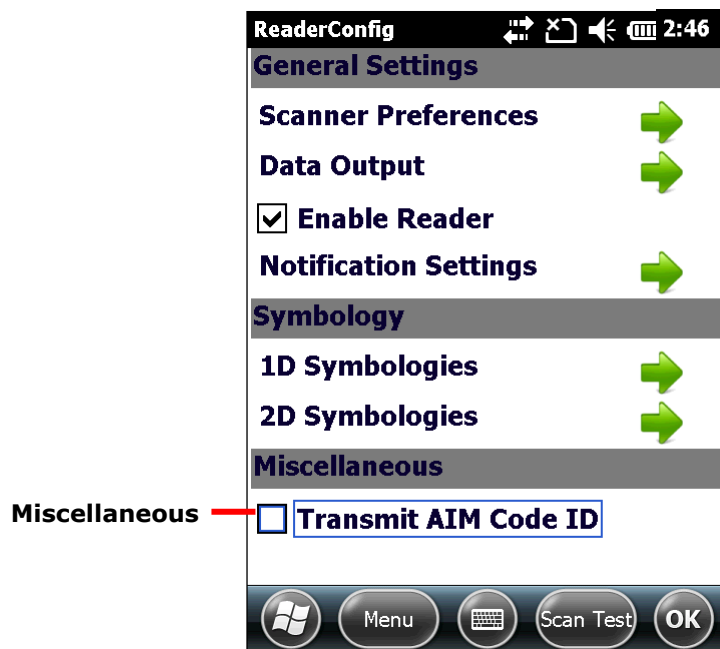 ReaderConfig 2:46
General Settings
Scanner Preferences
Data Output
Enable Reader
Notification Settings
Symbology
1D Symbologies
2D Symbologies
Miscellaneous
Miscellaneous
Transmit AIM Code ID
Menu Scan Test OK